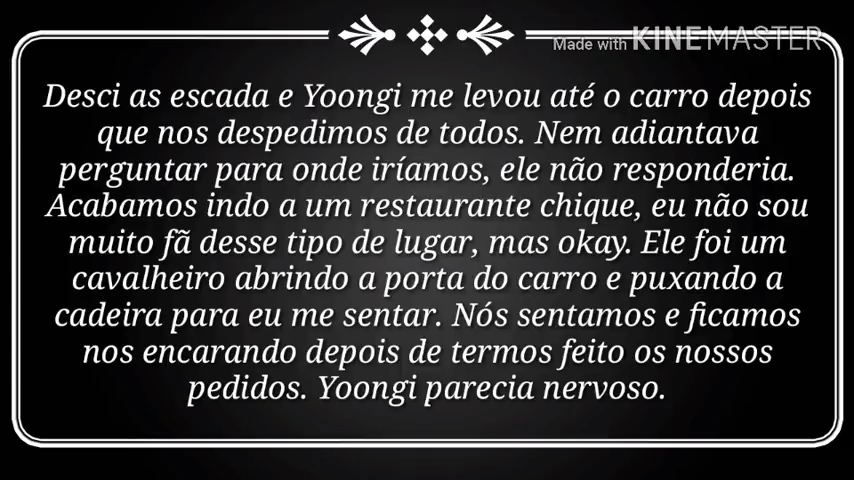 Made with KINEMASTER
Desci as escada e Yoongi me levou até o carro depois
que nos despedimos de todos. Nem adiantava
perguntar para onde iríamos, ele não responderia.
Acabamos indo a um restaurante chique, eu não sou
muito fã desse tipo de lugar, mas okay. Ele foi um
cavalheiro abrindo a porta do carro e puxando a
cadeira para eu me sentar. Nós sentamos e ficamos
nos encarando depois de termos feito os nossos
pedidos. Yoongi parecia nervoso.